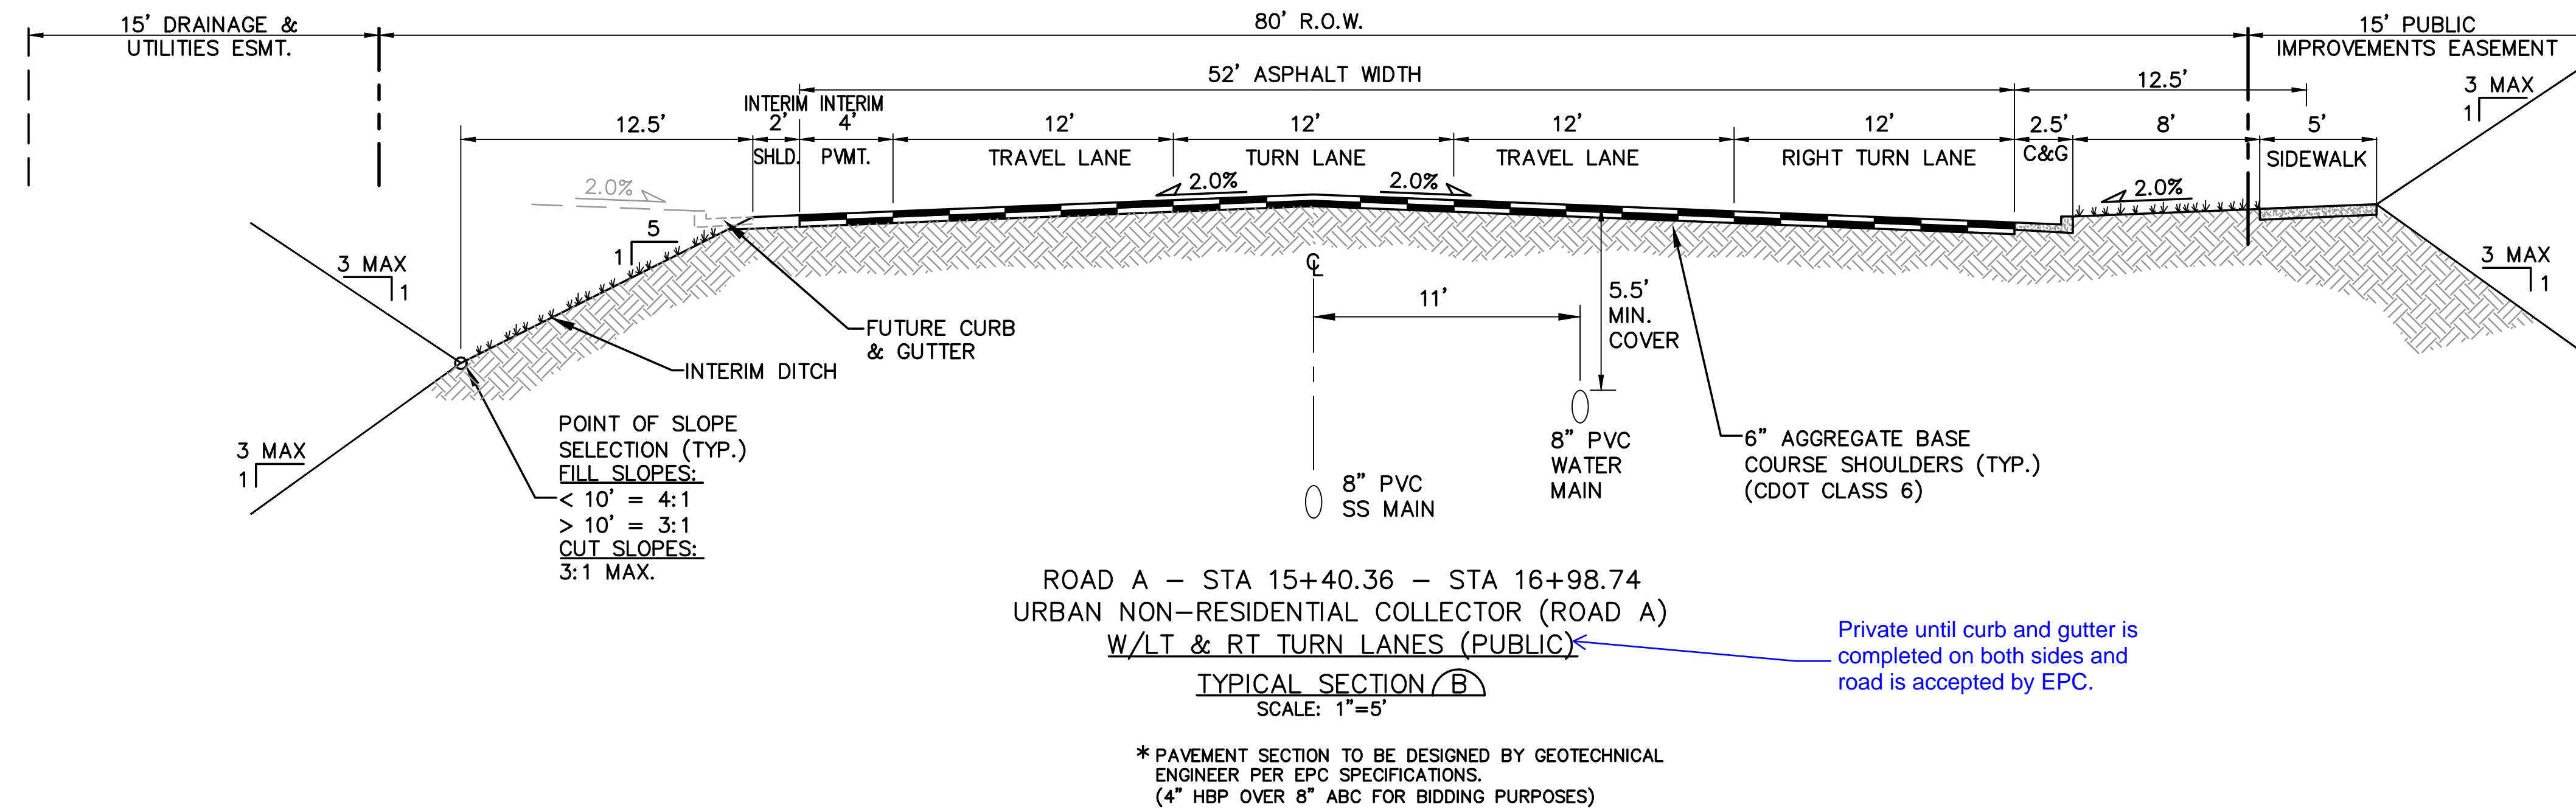 15' DRAINAGE &
UTILITIES ESMT.
80' R.O.W.
15' PUBLIC
IMPROVEMENTS EASEMENT
52' ASPHALT WIDTH
12.5'
3 MAX
1
INTERIM INTERIM
12.5'
2'
4'
12'
12'
12'
12'
2.5'
8'
5'
SHLD.
PVMT.
TRAVEL LANE
TURN LANE
TRAVEL LANE
RIGHT TURN LANE
C&G
SIDEWALK
2.0%
2.0%
2.0%
2.0%
5
1
3 MAX
1
3 MAX
1
℄
11'
5.5'
MIN.
COVER
FUTURE CURB
& GUTTER
INTERIM DITCH
POINT OF SLOPE
SELECTION (TYP.)
FILL SLOPES:
< 10' = 4:1
> 10' = 3:1
CUT SLOPES:
3:1 MAX.
3 MAX
1
8" PVC
SS MAIN
8" PVC
WATER
MAIN
6" AGGREGATE BASE
COURSE SHOULDERS (TYP.)
(CDOT CLASS 6)
ROAD A - STA 15+40.36 - STA 16+98.74
URBAN NON-RESIDENTIAL COLLECTOR (ROAD A)
W/LT & RT TURN LANES (PUBLIC)
Private until curb and gutter is
completed on both sides and
road is accepted by EPC.
TYPICAL SECTION B
SCALE: 1"=5'
* PAVEMENT SECTION TO BE DESIGNED BY GEOTECHNICAL
ENGINEER PER EPC SPECIFICATIONS.
(4" HBP OVER 8" ABC FOR BIDDING PURPOSES)